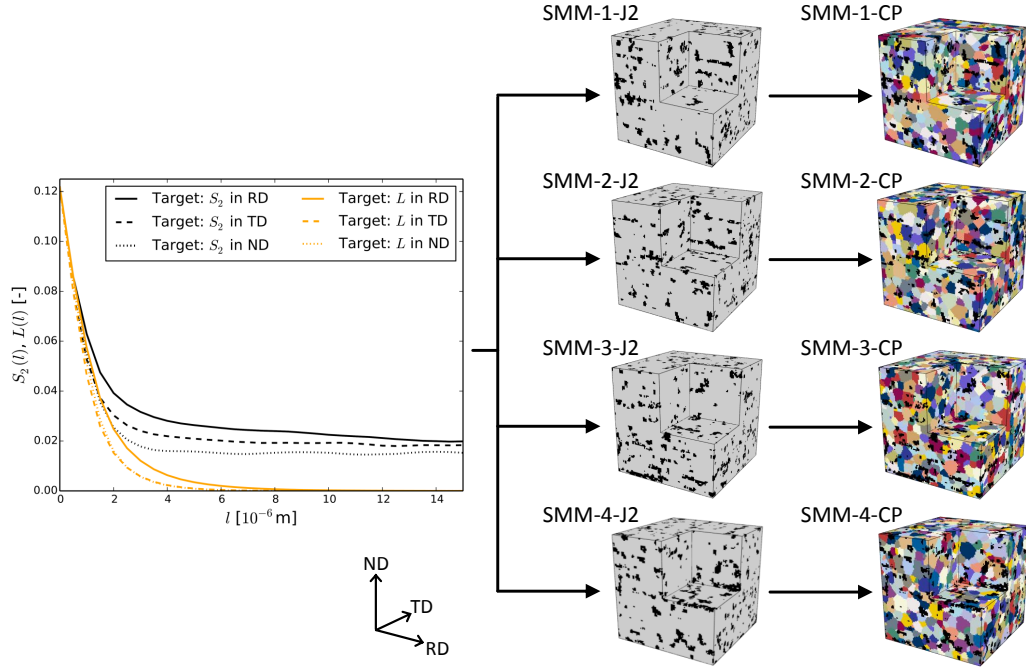 SMM-1-J2
SMM-1-CP
0.12
0.10
0.08
0.06
0.04
0.02
0.00
S₂(l), L(l) [-]
Target: S₂ in RD
Target: S₂ in TD
Target: S₂ in ND
Target: L in RD
Target: L in TD
Target: L in ND
0 2 4 6 8 10 12 14
l [10⁻⁶ m]
SMM-2-J2
SMM-2-CP
SMM-3-J2
SMM-3-CP
SMM-4-J2
SMM-4-CP
ND
TD
RD